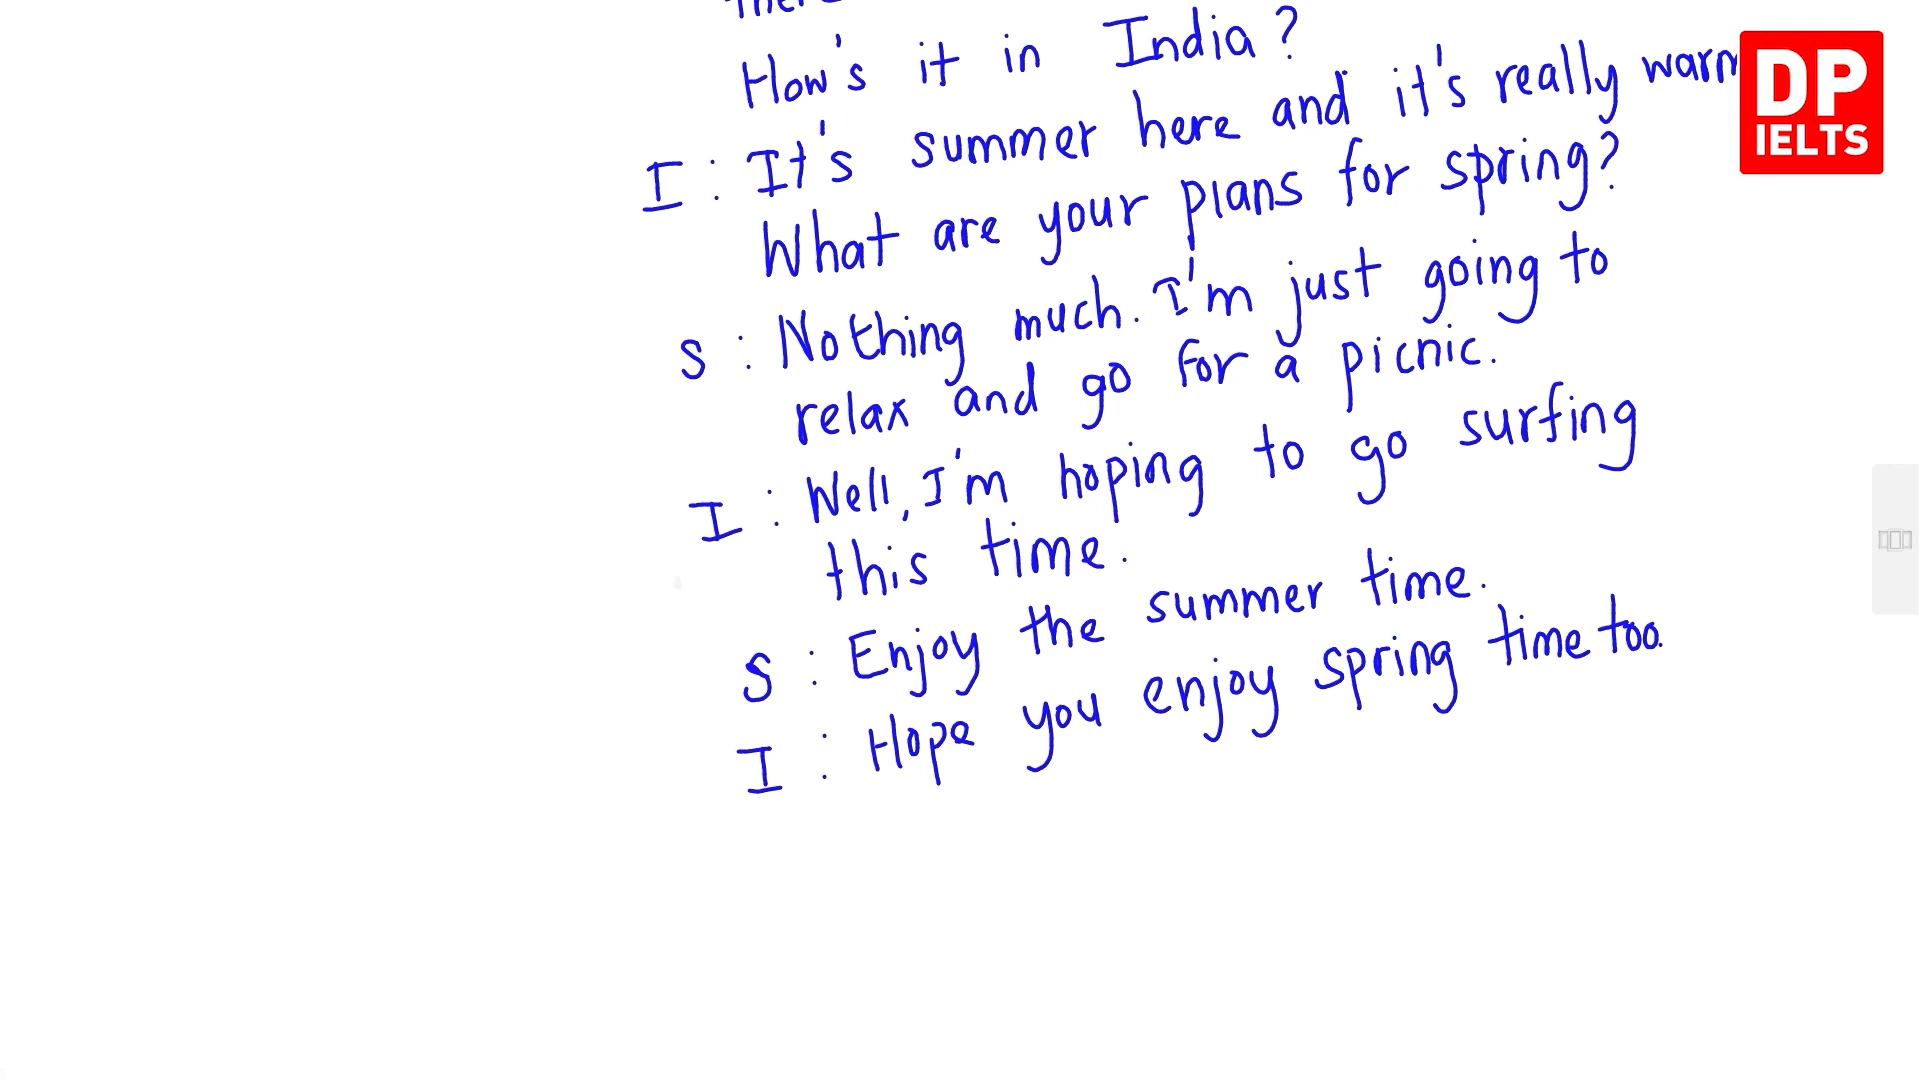 How's it in India?
I : It's summer here and it's really warm
What are your plans for spring?
S : Nothing much. I'm just going to
relax and go for a picnic.
I : Well, I'm hoping to go surfing
this time.
S : Enjoy the summer time.
I : Hope you enjoy spring time too.
DP
IELTS